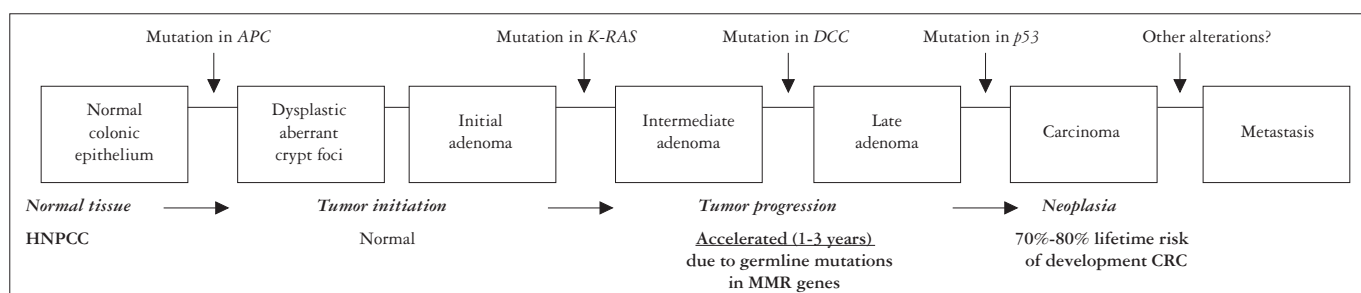 Mutation in APC
Mutation in K-RAS
Mutation in DCC
Mutation in p53
Other alterations?
Normal
colonic
epithelium
Dysplastic
aberrant
crypt foci
Initial
adenoma
Intermediate
adenoma
Late
adenoma
Carcinoma
Metastasis
Normal tissue
Tumor initiation
Tumor progression
Neoplasia
HNPCC
Normal
Accelerated (1-3 years)
due to germline mutations
in MMR genes
70%-80% lifetime risk
of development CRC